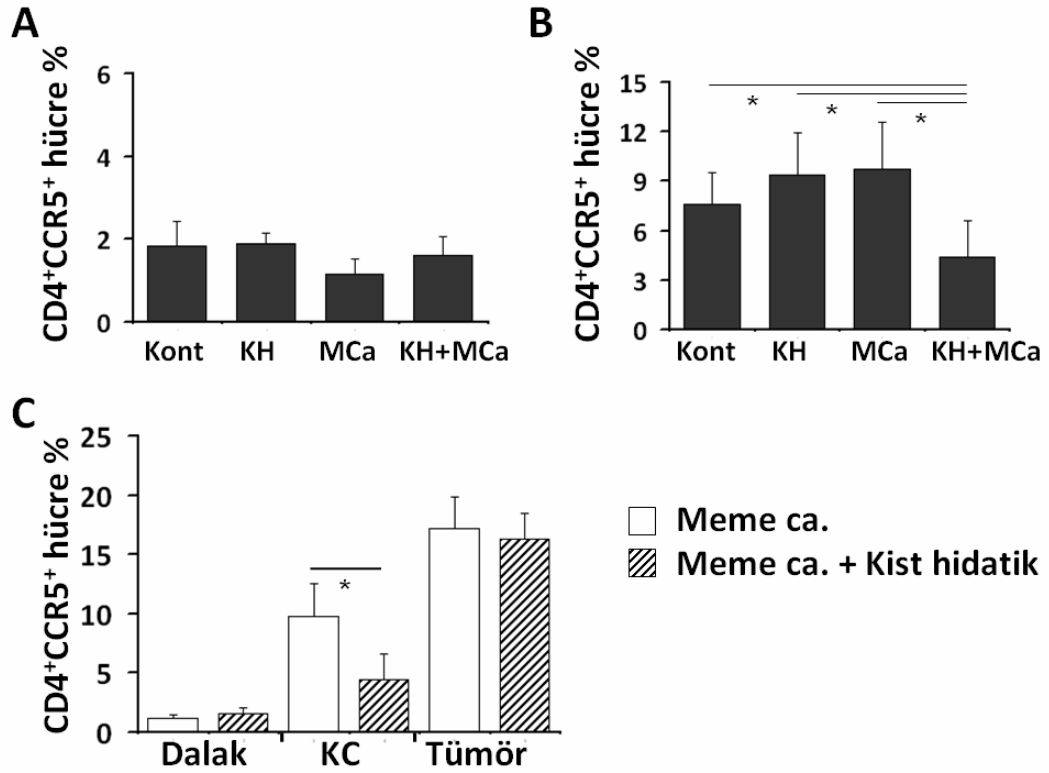 A
CD4⁺CCR5⁺ hücre %
6
4
2
0
Kont KH MCa KH+MCa
B
CD4⁺CCR5⁺ hücre %
15
12
9
6
3
0
* * *
Kont KH MCa KH+MCa
C
CD4⁺CCR5⁺ hücre %
25
20
15
10
5
0
*
Dalak KC Tümör
Meme ca.
Meme ca. + Kist hidatik